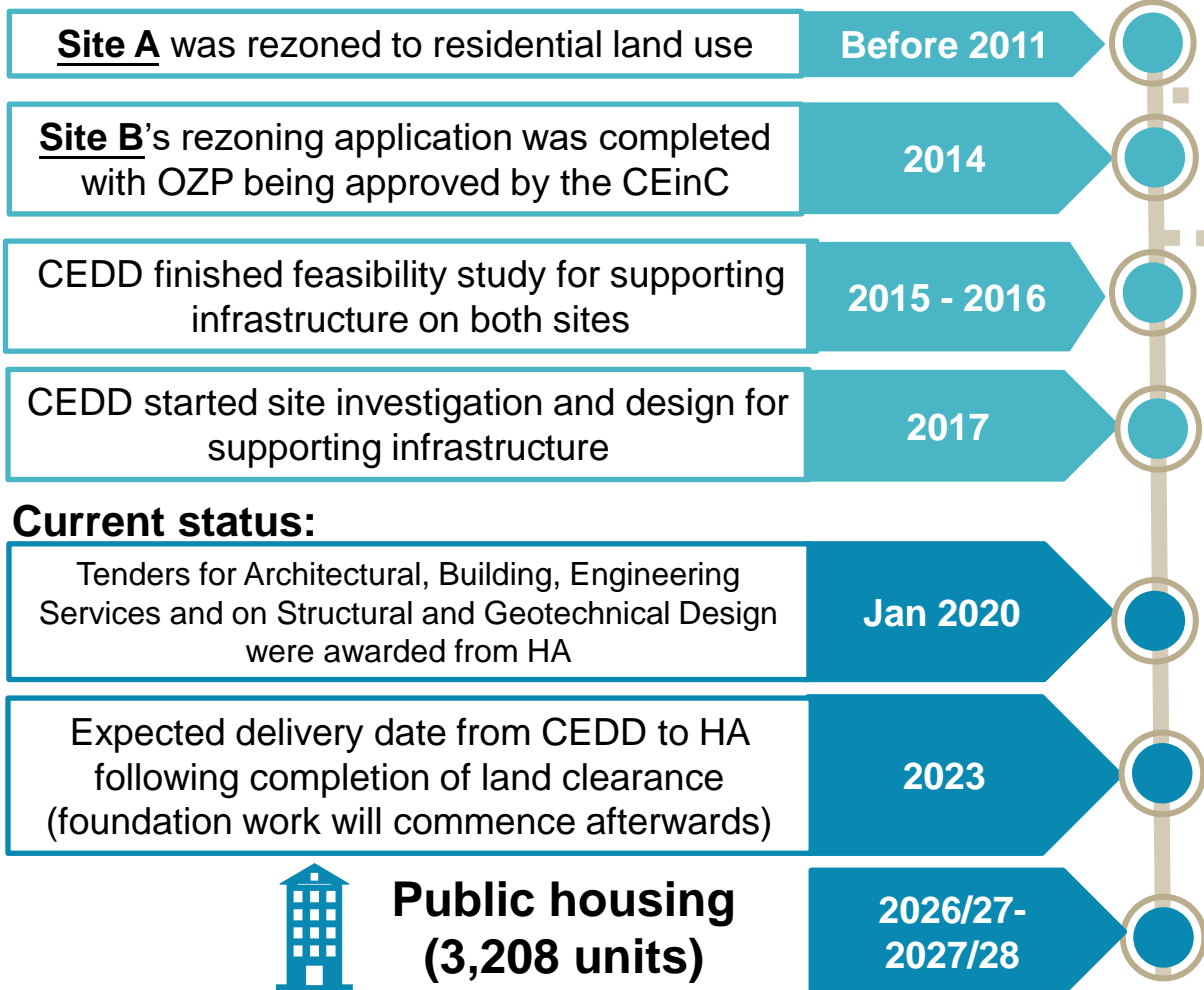 Site A was rezoned to residential land use
Before 2011
Site B's rezoning application was completed
with OZP being approved by the CEinC
2014
CEDD finished feasibility study for supporting
infrastructure on both sites
2015 - 2016
CEDD started site investigation and design for
supporting infrastructure
2017
Current status:
Tenders for Architectural, Building, Engineering
Services and on Structural and Geotechnical Design
were awarded from HA
Jan 2020
Expected delivery date from CEDD to HA
following completion of land clearance
(foundation work will commence afterwards)
2023
Public housing
(3,208 units)
2026/27-
2027/28